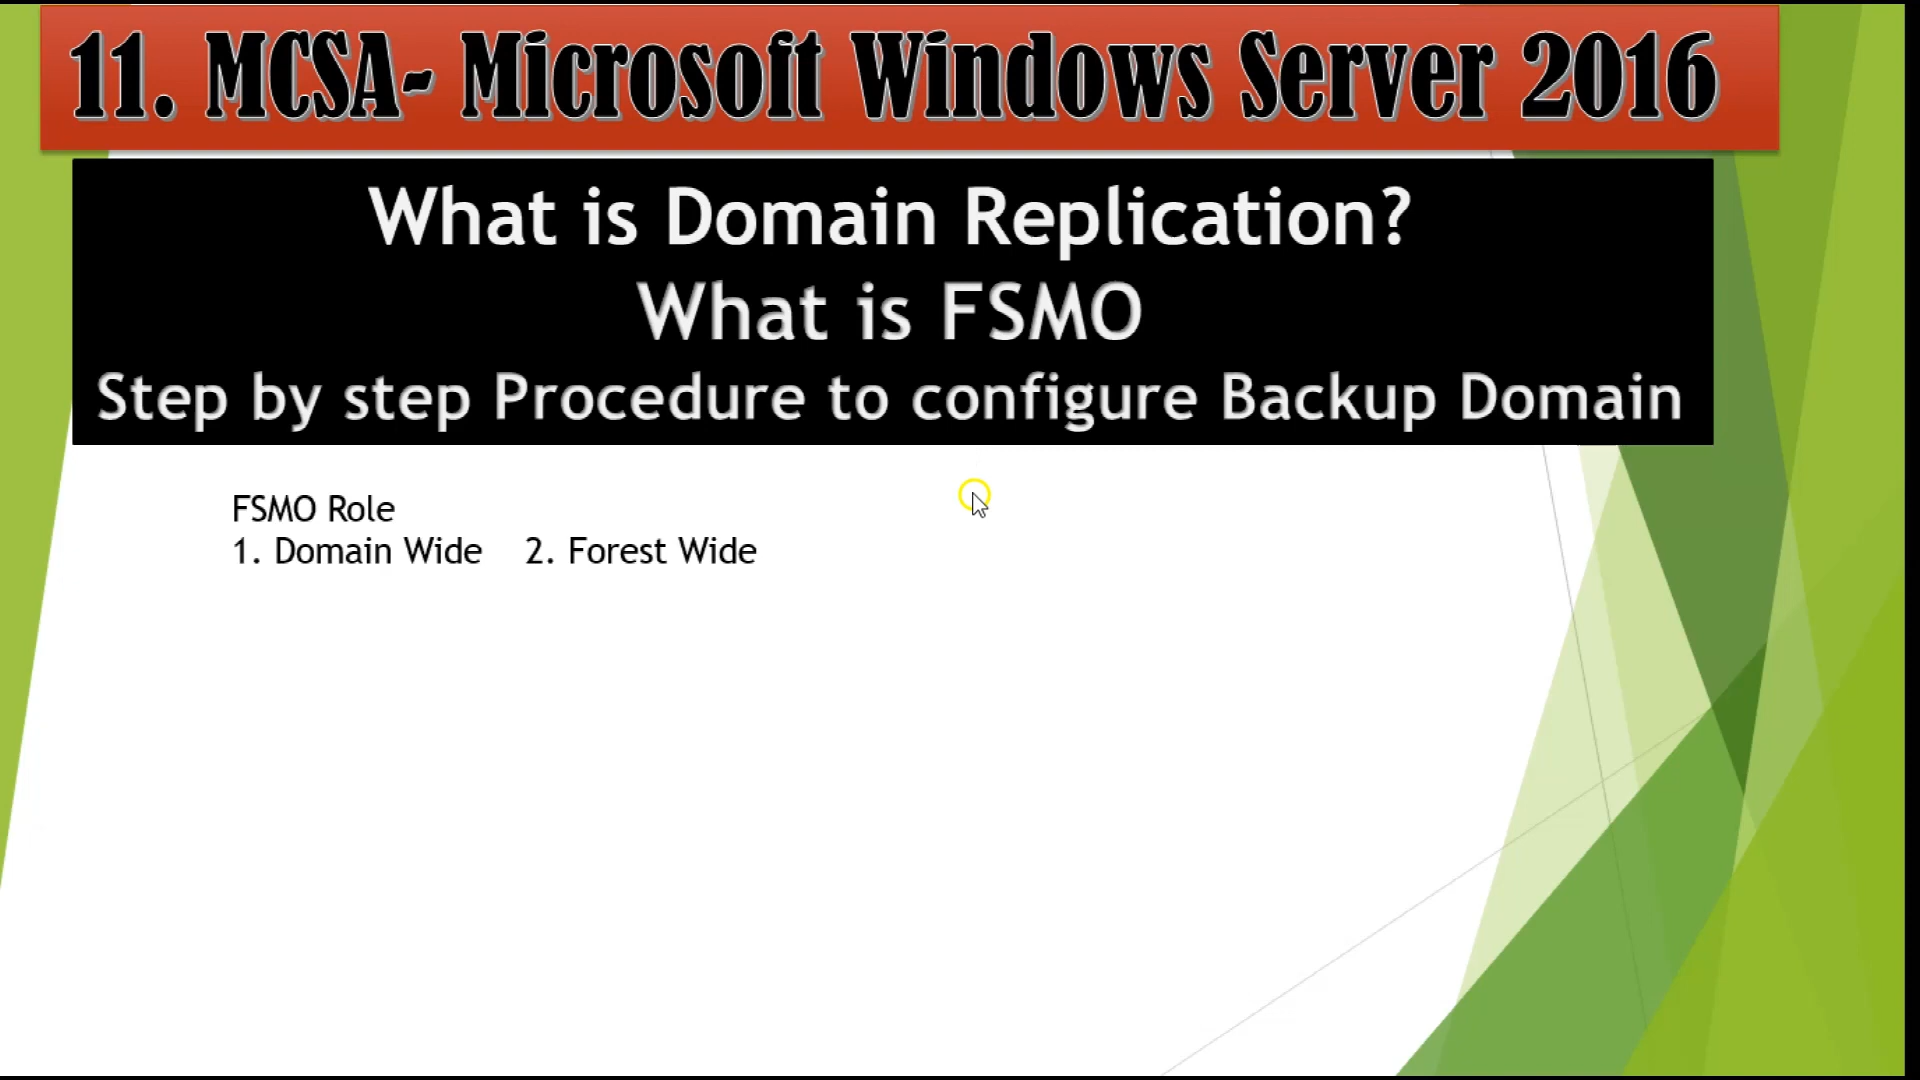 11. MCSA- Microsoft Windows Server 2016
What is Domain Replication?
What is FSMO
Step by step Procedure to configure Backup Domain
FSMO Role
1. Domain Wide 2. Forest Wide